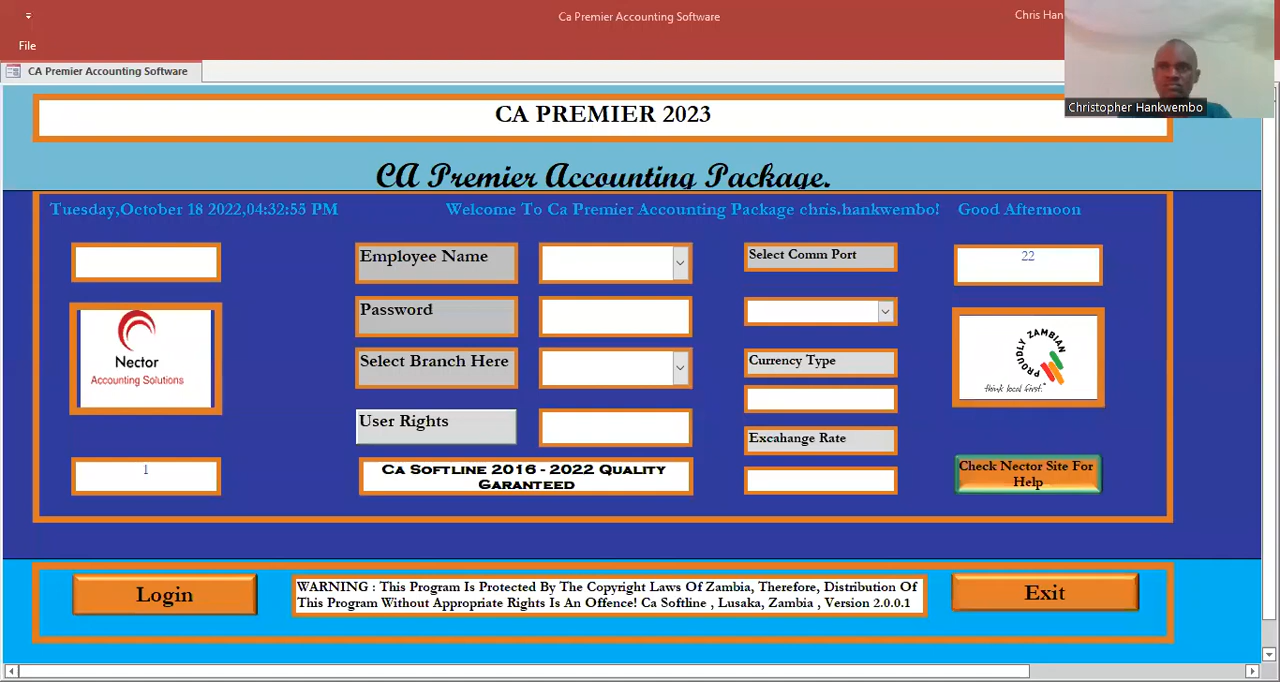 Ca Premier Accounting Software
Chris Han
File
CA Premier Accounting Software
Christopher Hankwembo
CA PREMIER 2023
CA Premier Accounting Package.
Tuesday,October 18 2022,04:32:55 PM
Welcome To Ca Premier Accounting Package chris.hankwembo!
Good Afternoon
Employee Name
Select Comm Port
22
Password
Nector
Accounting Solutions
PROUDLY ZAMBIAN
think local first.
Select Branch Here
Currency Type
User Rights
Excahange Rate
1
Ca Softline 2016 - 2022 Quality
Garanteed
Check Nector Site For
Help
Login
WARNING : This Program Is Protected By The Copyright Laws Of Zambia, Therefore, Distribution Of
This Program Without Appropriate Rights Is An Offence! Ca Softline , Lusaka, Zambia , Version 2.0.0.1
Exit